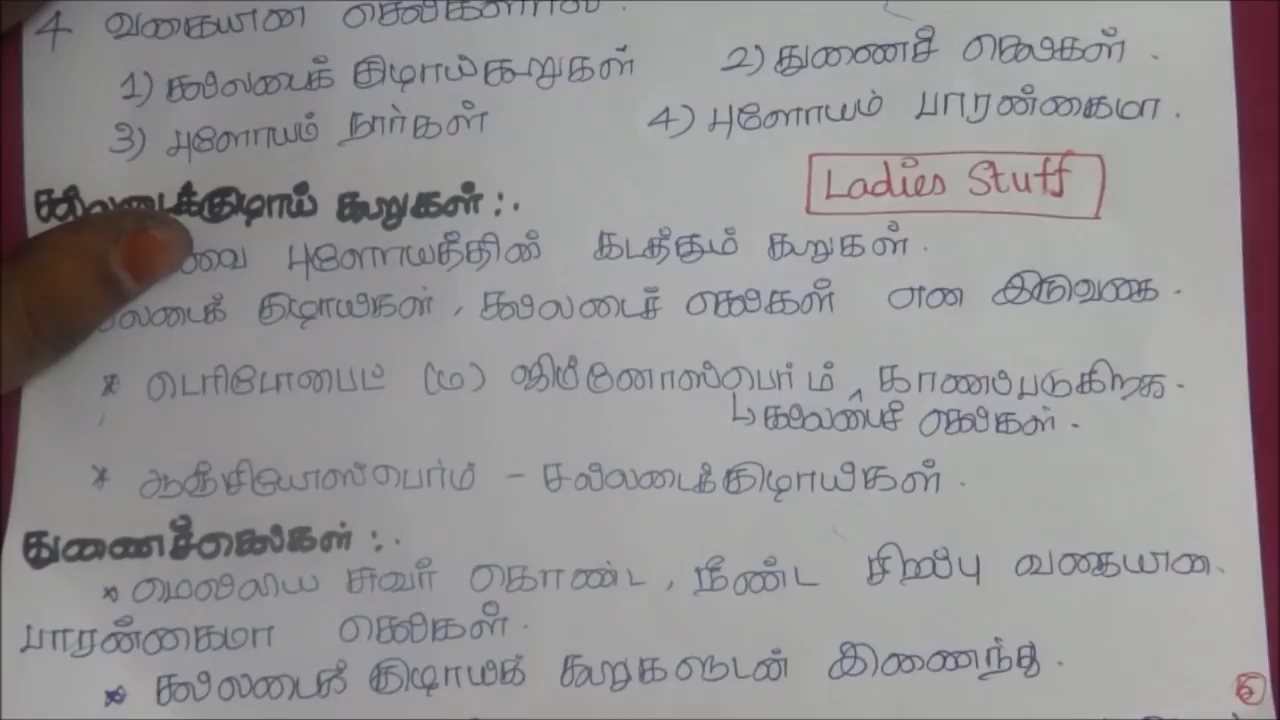 4 வகையான செல்களால்.
1) சல்லடைக் குழாய்கூறுகள் 2) துணைச் செல்கள்.
3) புளோயம் நார்கள் 4) புளோயம் பாரன்கைமா.
Ladies Stuff
சல்லடைக்குழாய் கூறுகள் :.
புளோயத்தின் கடத்தும் கூறுகள்.
குழாய்கள், சல்லடைச் செல்கள் என இருவகை.
* டெரிடோபைட் (ம) ஜிம்னோஸ்பெர்ம் காணப்படுகிறது.
↳ சல்லடைச் செல்கள்.
* ஆஞ்சியோஸ்பெர்ம் – சல்லடைக்குழாய்கள்.
துணைச்செல்கள் :.
* மெல்லிய சுவர் கொண்ட, நீண்ட சிறப்பு வகையான
பாரன்கைமா செல்கள்.
* சல்லடைக் குழாய்க் கூறுகளுடன் இணைந்து.
5